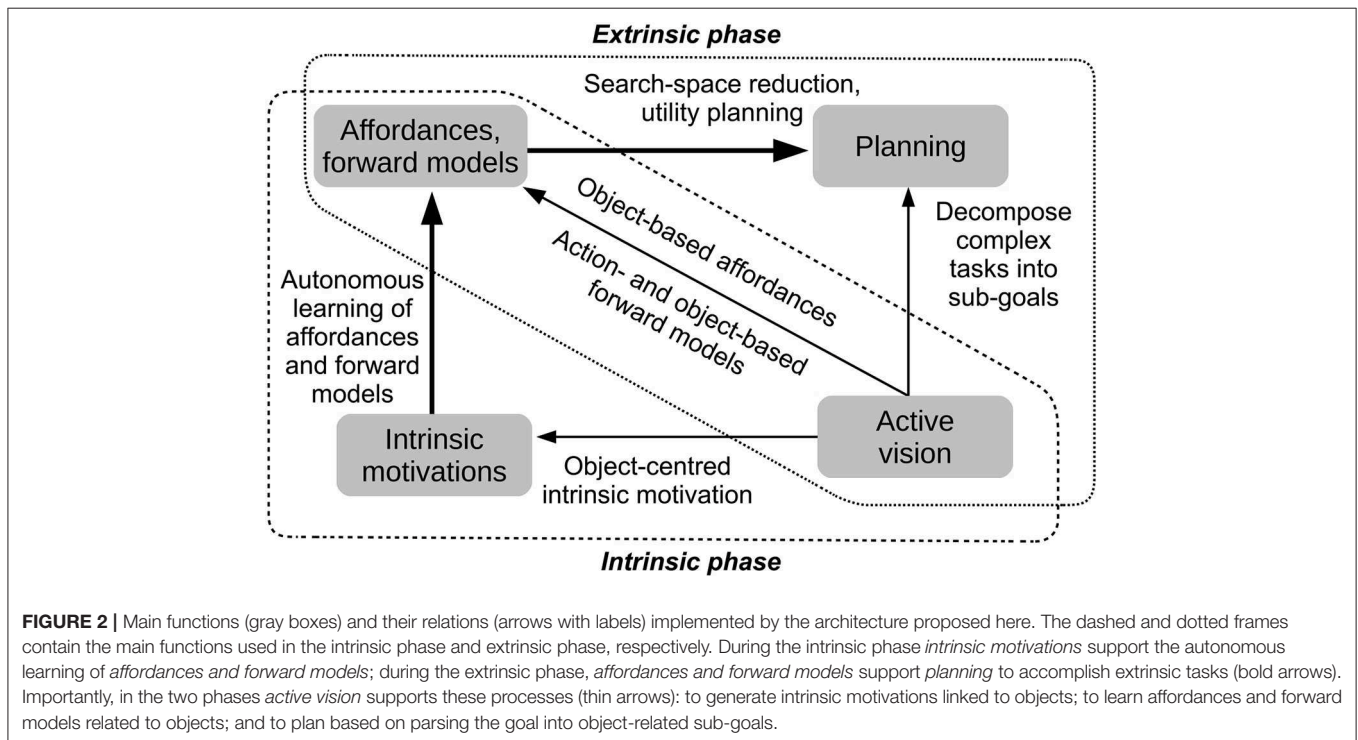 Extrinsic phase
Search-space reduction,
utility planning
Affordances,
forward models
Planning
Object-based affordances
Action- and object-based
forward models
Decompose
complex
tasks into
sub-goals
Autonomous
learning of
affordances
and forward
models
Intrinsic
motivations
Active
vision
Object-centred
intrinsic motivation
Intrinsic phase
FIGURE 2 | Main functions (gray boxes) and their relations (arrows with labels) implemented by the architecture proposed here. The dashed and dotted frames
contain the main functions used in the intrinsic phase and extrinsic phase, respectively. During the intrinsic phase intrinsic motivations support the autonomous
learning of affordances and forward models; during the extrinsic phase, affordances and forward models support planning to accomplish extrinsic tasks (bold arrows).
Importantly, in the two phases active vision supports these processes (thin arrows): to generate intrinsic motivations linked to objects; to learn affordances and forward
models related to objects; and to plan based on parsing the goal into object-related sub-goals.